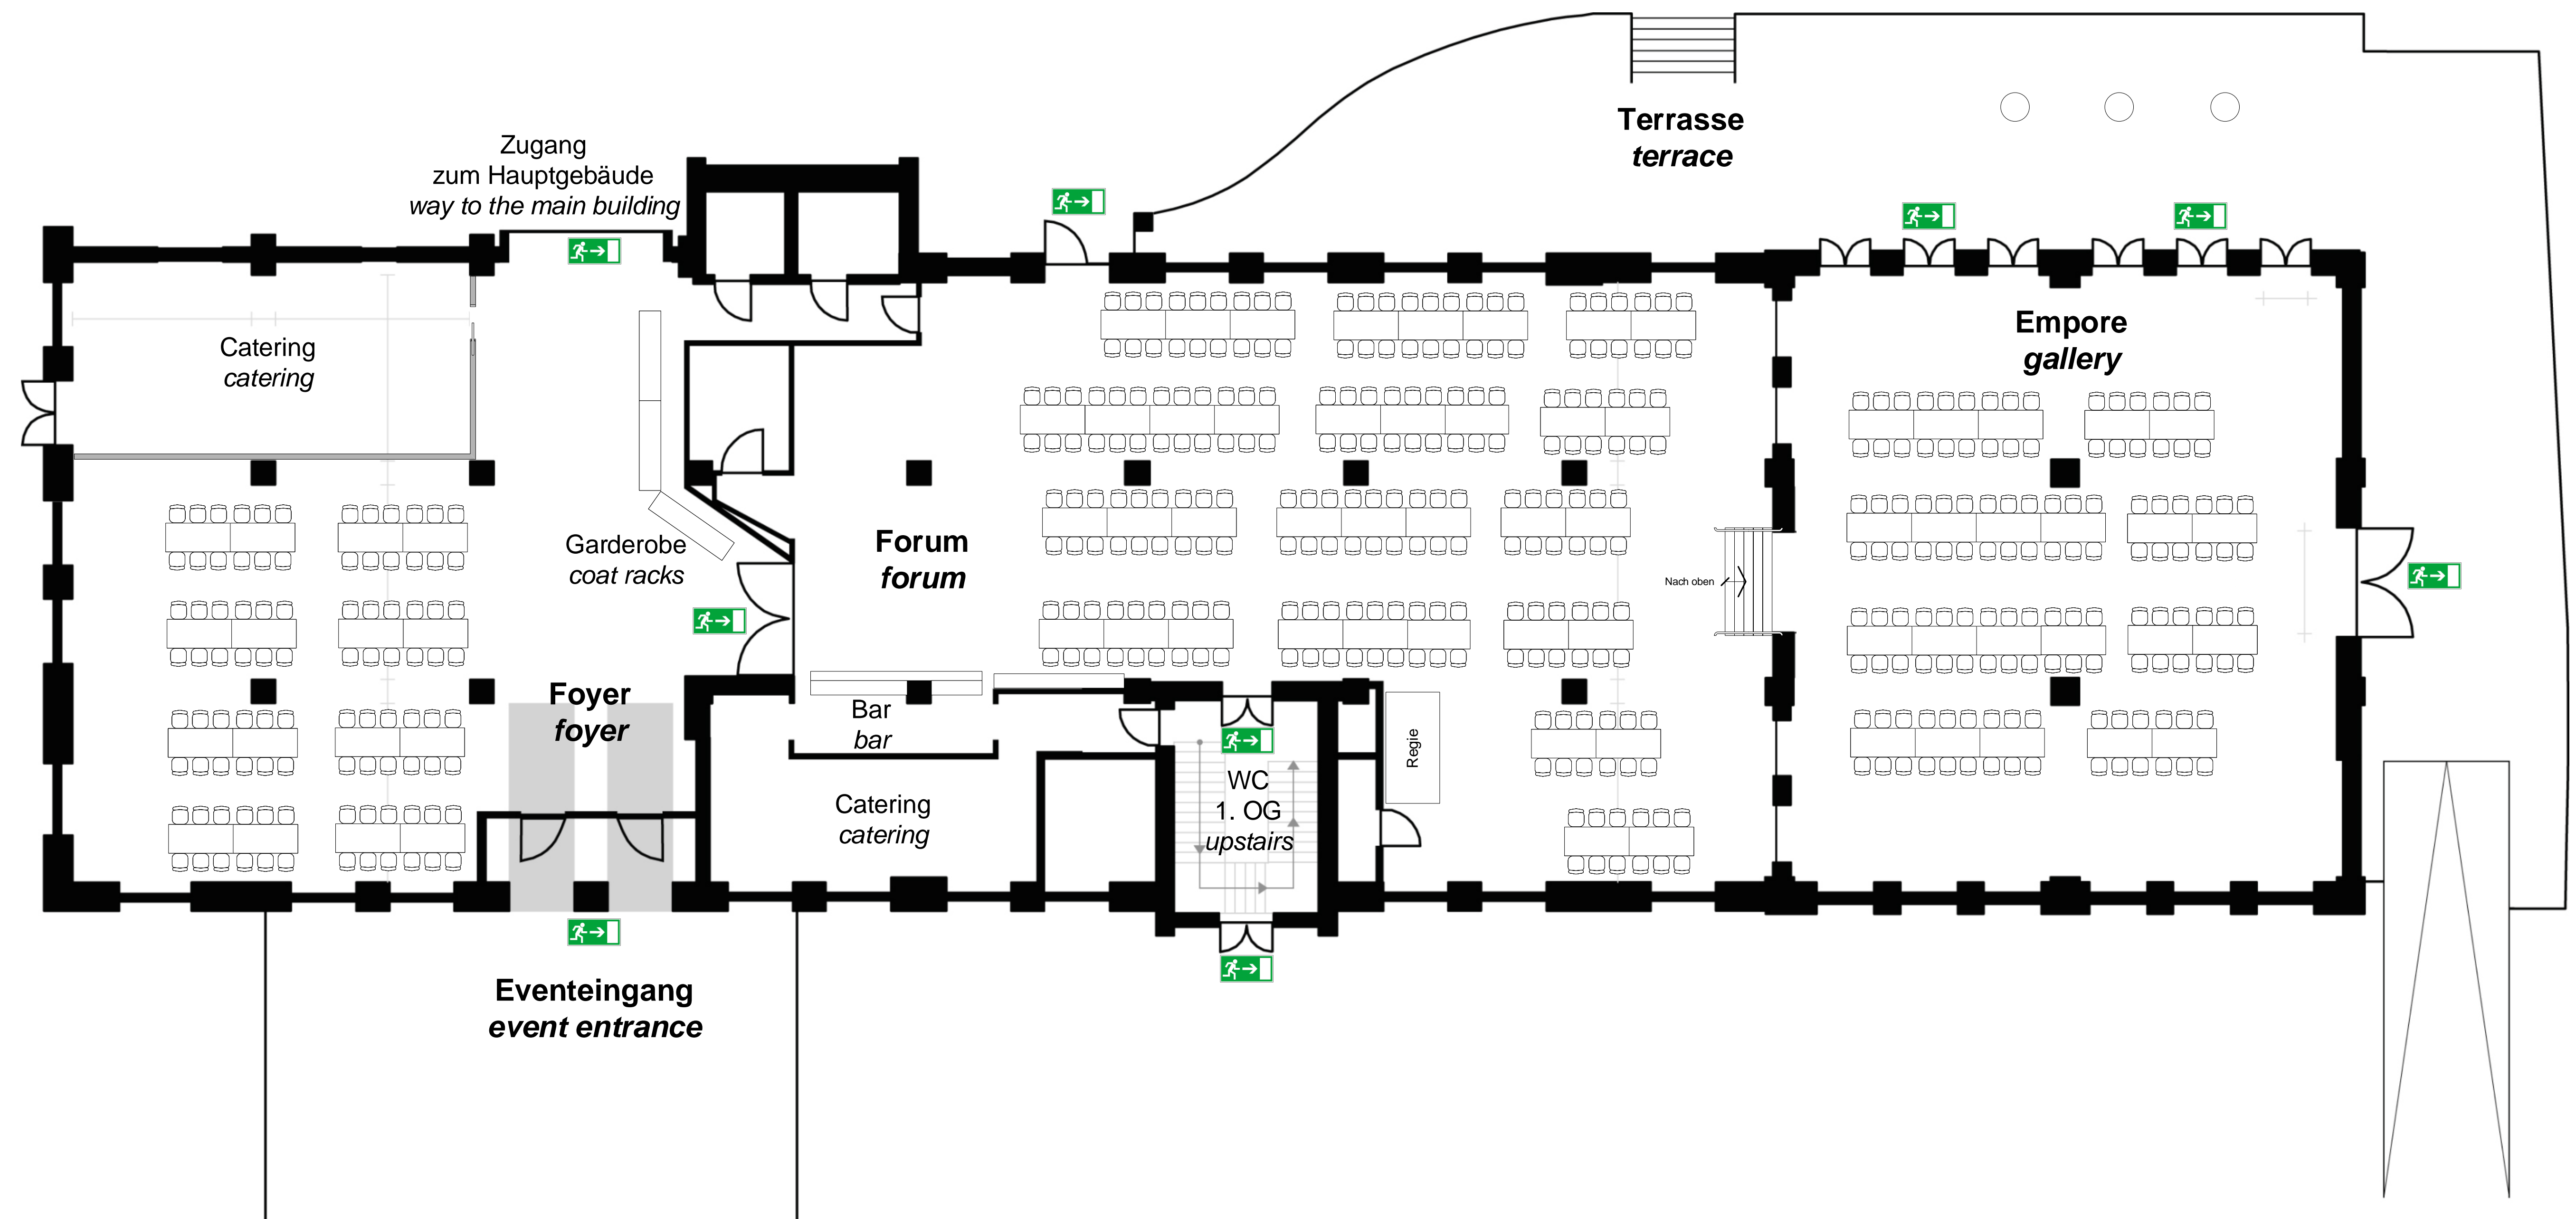 Terrasse
terrace
Zugang
zum Hauptgebäude
way to the main building
Catering
catering
Empore
gallery
Garderobe
coat racks
Forum
forum
Nach oben
Foyer
foyer
Bar
bar
Regie
WC
1. OG
upstairs
Catering
catering
Eventeingang
event entrance